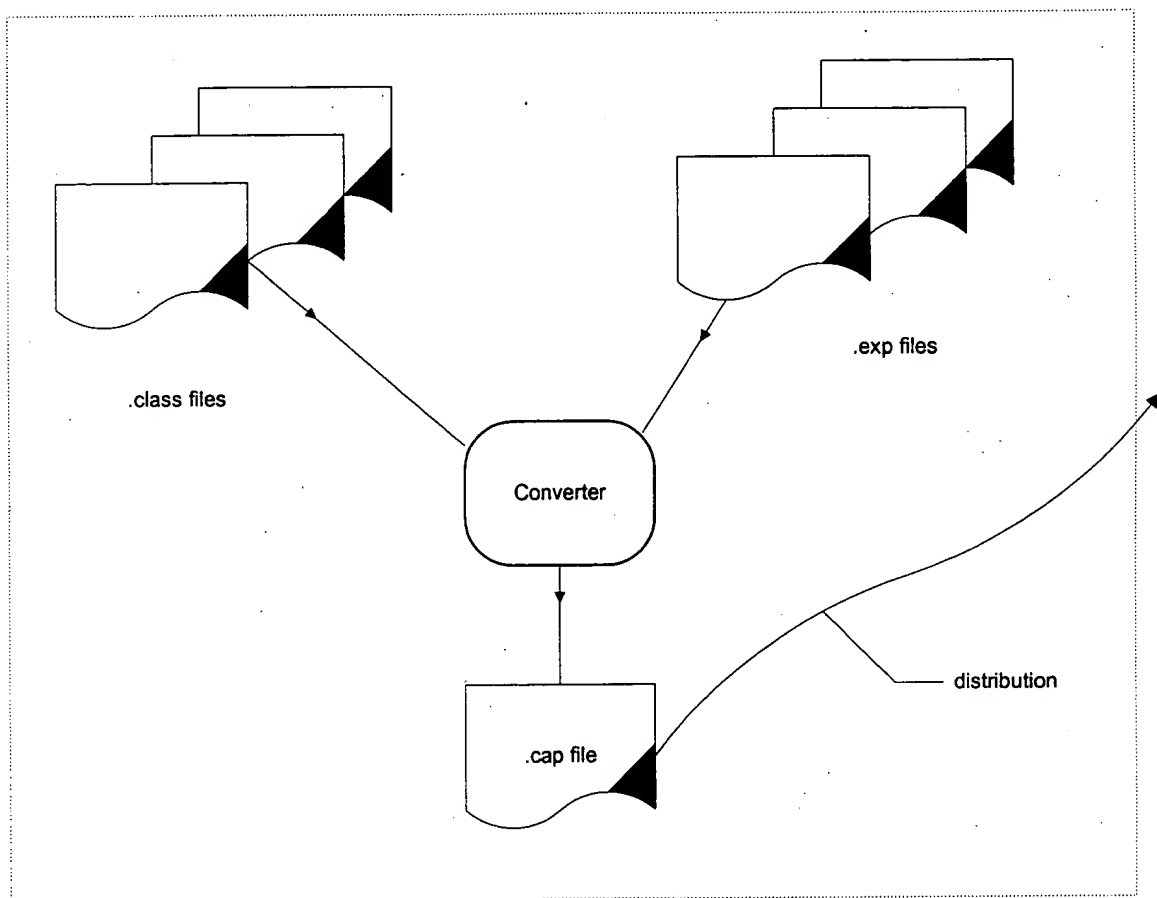 .exp files
.class files
Converter
distribution
.cap file